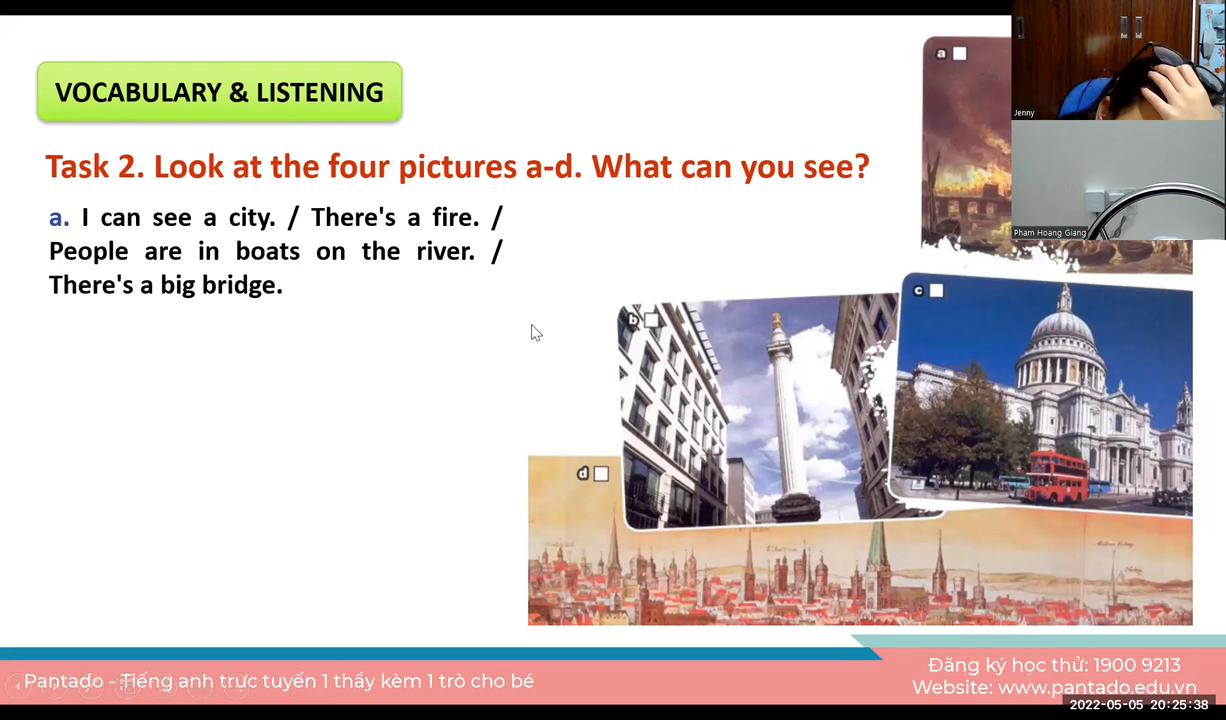 VOCABULARY & LISTENING
Task 2. Look at the four pictures a-d. What can you see?
a. I can see a city. / There's a fire. /
People are in boats on the river. /
There's a big bridge.
a
Jenny
Pham Hoang Giang
b
c
d
Pantado - Tiếng anh trực tuyến 1 thầy kèm 1 trò cho bé
Đăng ký học thử: 1900 9213
Website: www.pantado.edu.vn
2022-05-05 20:25:38